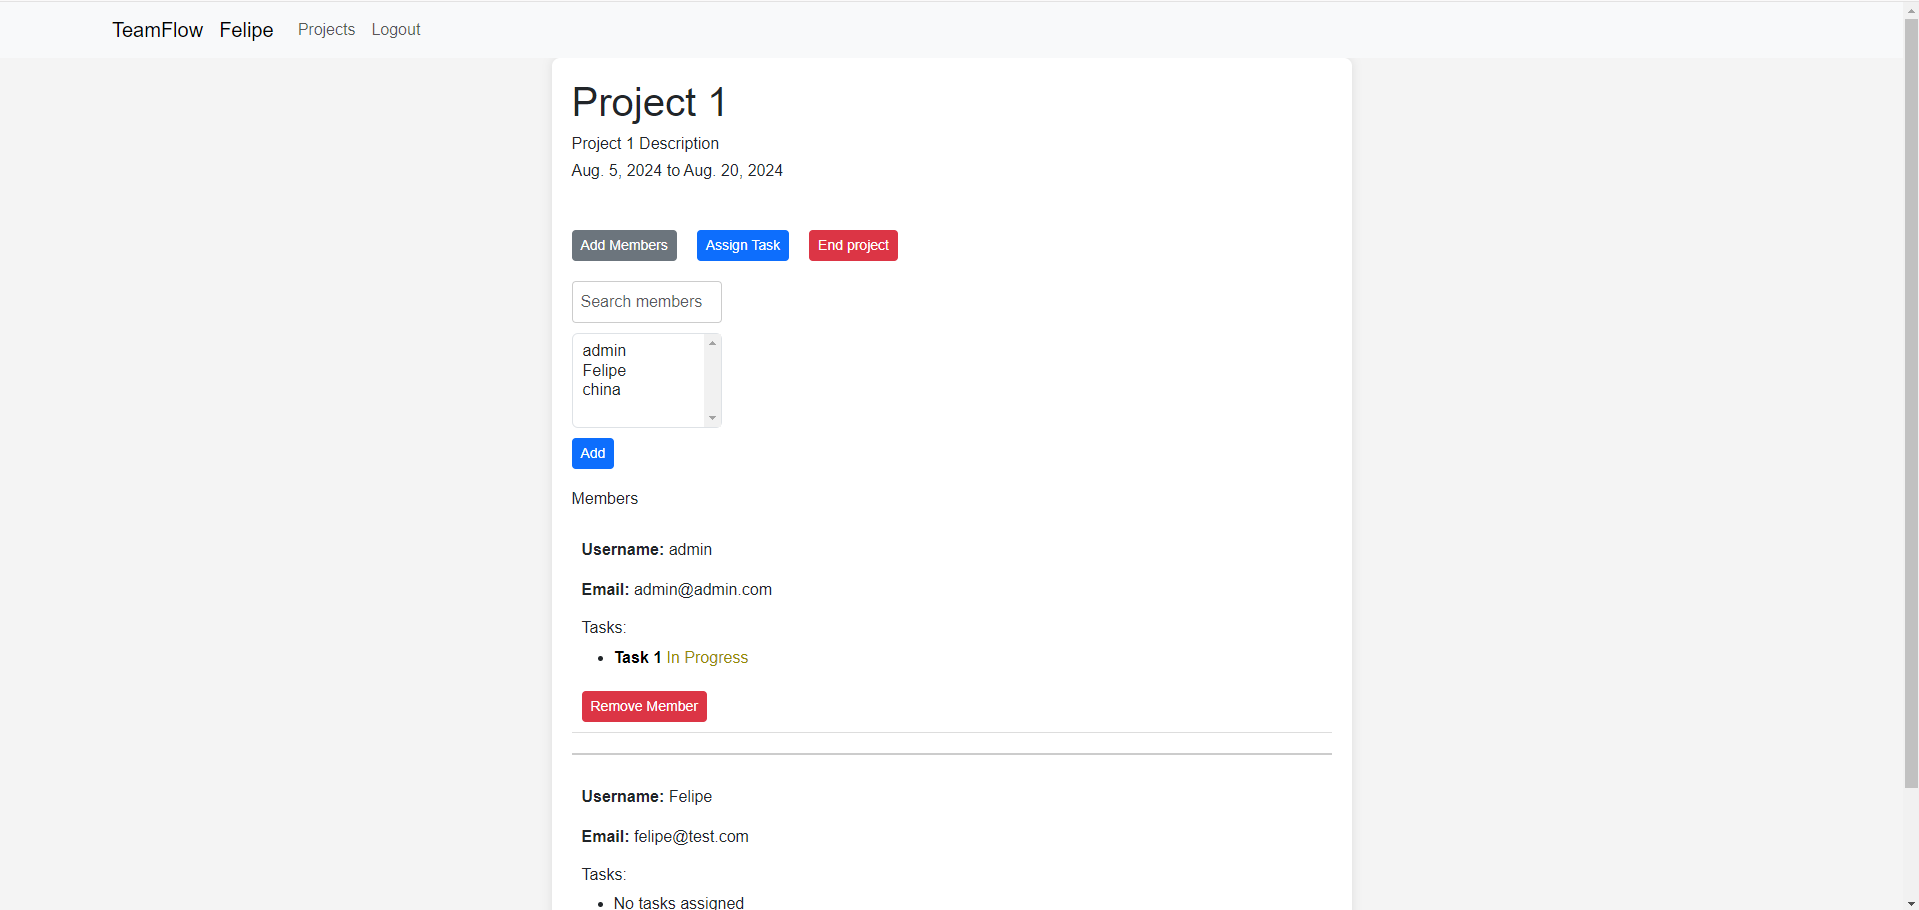 TeamFlow Felipe Projects Logout
Project 1
Project 1 Description
Aug. 5, 2024 to Aug. 20, 2024
Add Members Assign Task End project
Search members
admin
Felipe
china
Add
Members
Username: admin
Email: admin@admin.com
Tasks:
Task 1 In Progress
Remove Member
Username: Felipe
Email: felipe@test.com
Tasks:
No tasks assigned